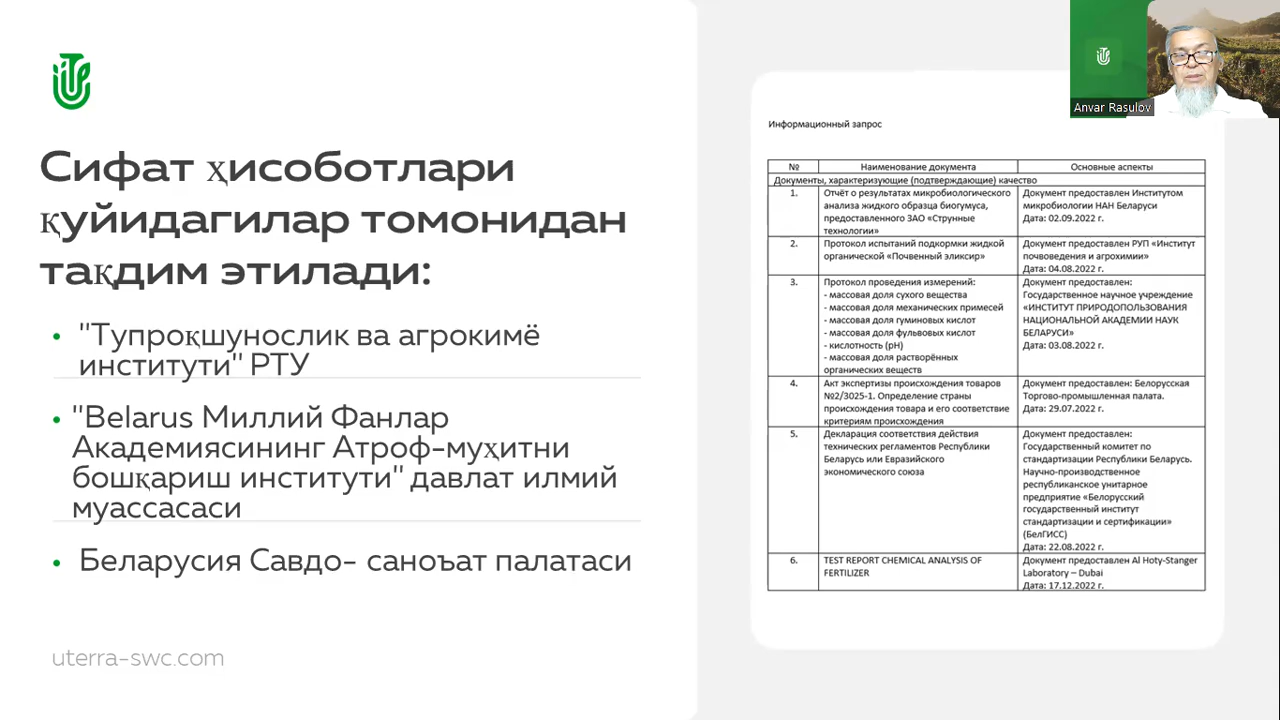 Сифат ҳисоботлари
қуйидагилар томонидан
тақдим этилади:
• "Тупроқшунослик ва агрокимё
институти" РТУ
• "Belarus Миллий Фанлар
Академиясининг Атроф-муҳитни
бошқариш институти" давлат илмий
муассасаси
• Беларусия Савдо- саноъат палатаси
uterra-swc.com
Anvar Rasulov
Информационный запрос
№ Наименование документа Основные аспекты
Документы, характеризующие (подтверждающие) качество
1. Отчёт о результатах микробиологического
анализа жидкого образца биогумуса,
предоставленного ЗАО «Струнные
технологии»
Документ предоставлен Институтом
микробиологии НАН Беларуси
Дата: 02.09.2022 г.
2. Протокол испытаний подкормки жидкой
органической «Почвенный эликсир»
Документ предоставлен РУП «Институт
почвоведения и агрохимии»
Дата: 04.08.2022 г.
3. Протокол проведения измерений:
- массовая доля сухого вещества
- массовая доля механических примесей
- массовая доля гуминовых кислот
- массовая доля фульвовых кислот
- кислотность (pH)
- массовая доля растворённых
органических веществ
Документ предоставлен:
Государственное научное учреждение
«ИНСТИТУТ ПРИРОДОПОЛЬЗОВАНИЯ
НАЦИОНАЛЬНОЙ АКАДЕМИИ НАУК
БЕЛАРУСИ»
Дата: 03.08.2022 г.
4. Акт экспертизы происхождения товаров
№2/3025-1. Определение страны
происхождения товара и его соответствие
критериям происхождения
Документ предоставлен: Белорусская
Торгово-промышленная палата.
Дата: 29.07.2022 г.
5. Декларация соответствия действия
технических регламентов Республики
Беларусь или Евразийского
экономического союза
Документ предоставлен:
Государственный комитет по
стандартизации Республики Беларусь.
Научно-производственное
республиканское унитарное
предприятие «Белорусский
государственный институт
стандартизации и сертификации»
(БелГИСС)
Дата: 22.08.2022 г.
6. TEST REPORT CHEMICAL ANALYSIS OF
FERTILIZER
Документ предоставлен Al Hoty-Stanger
Laboratory – Dubai
Дата: 17.12.2022 г.